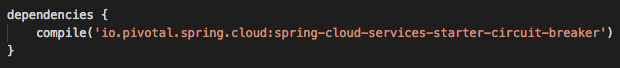 dependencies {
    compile('io.pivotal.spring.cloud:spring-cloud-services-starter-circuit-breaker')
}